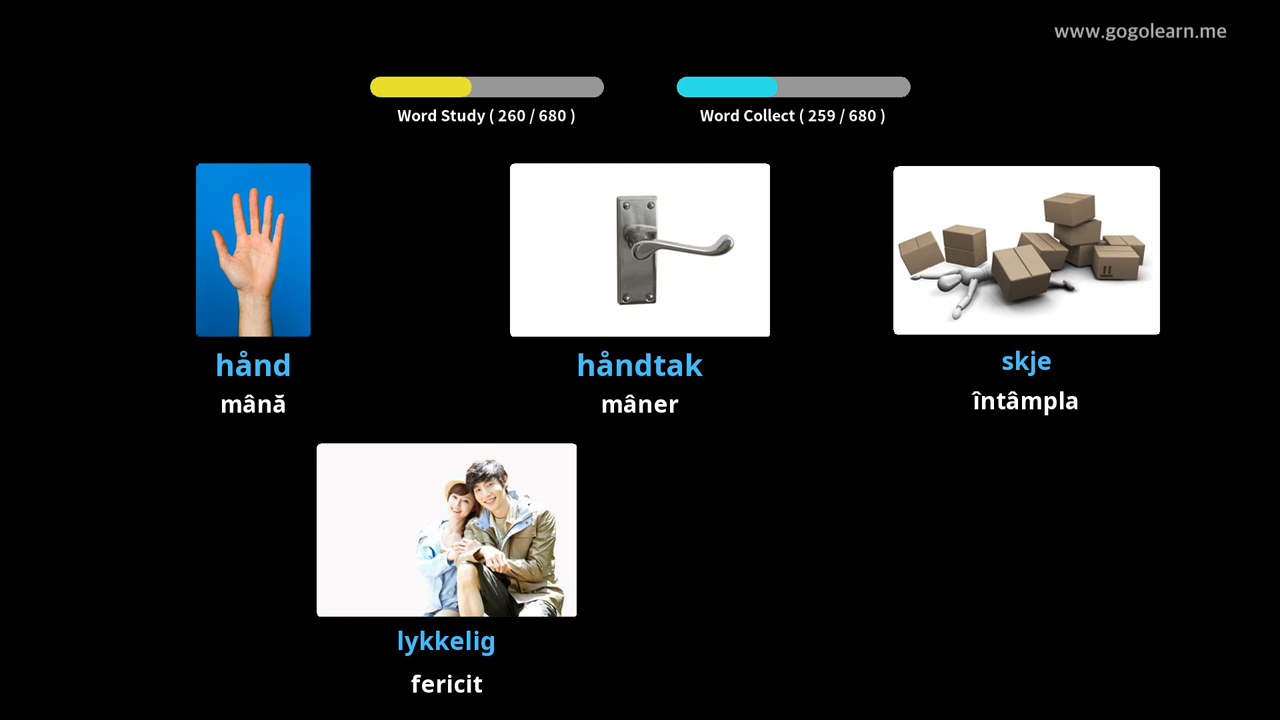 www.gogolearn.me
Word Study ( 260 / 680 )
Word Collect ( 259 / 680 )
hånd
mână
håndtak
mâner
skje
întâmpla
lykkelig
fericit